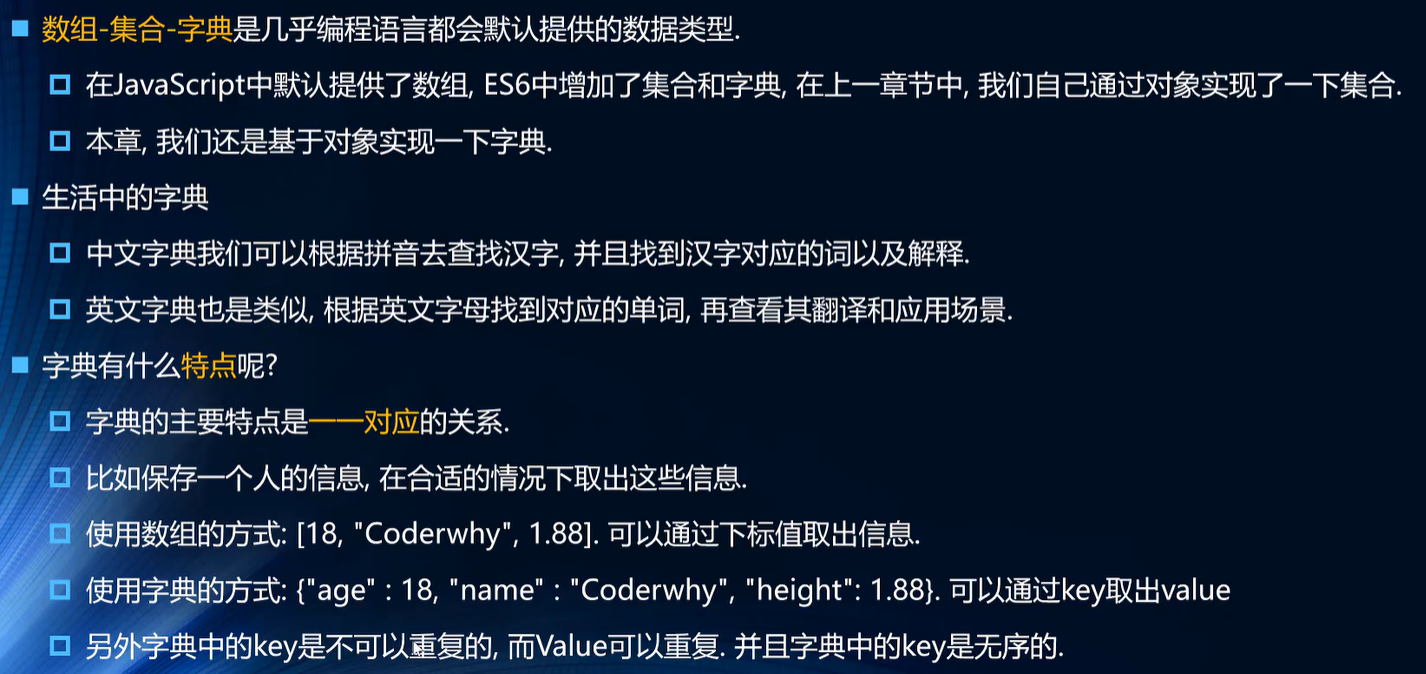 数组-集合-字典是几乎编程语言都会默认提供的数据类型.
在JavaScript中默认提供了数组, ES6中增加了集合和字典, 在上一章节中, 我们自己通过对象实现了一下集合.
本章, 我们还是基于对象实现一下字典.
生活中的字典
中文字典我们可以根据拼音去查找汉字, 并且找到汉字对应的词以及解释.
英文字典也是类似, 根据英文字母找到对应的单词, 再查看其翻译和应用场景.
字典有什么特点呢?
字典的主要特点是一一对应的关系.
比如保存一个人的信息, 在合适的情况下取出这些信息.
使用数组的方式: [18, "Coderwhy", 1.88]. 可以通过下标值取出信息.
使用字典的方式: {"age" : 18, "name" : "Coderwhy", "height": 1.88}. 可以通过key取出value
另外字典中的key是不可以重复的, 而Value可以重复. 并且字典中的key是无序的.